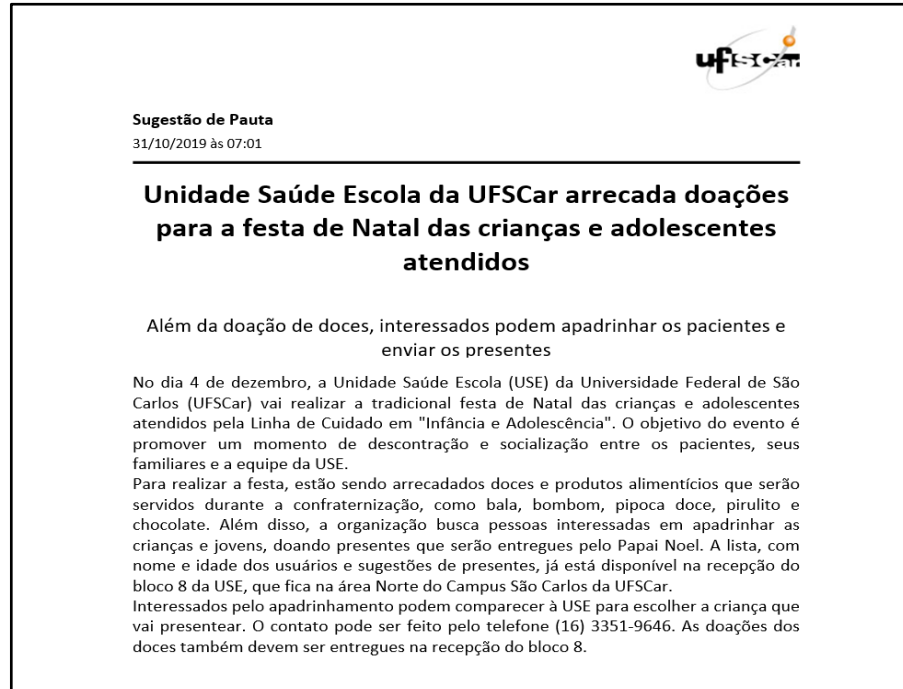 UFSCar
Sugestão de Pauta
31/10/2019 às 07:01
Unidade Saúde Escola da UFSCar arrecada doações
para a festa de Natal das crianças e adolescentes
atendidos
Além da doação de doces, interessados podem apadrinhar os pacientes e
enviar os presentes
No dia 4 de dezembro, a Unidade Saúde Escola (USE) da Universidade Federal de São
Carlos (UFSCar) vai realizar a tradicional festa de Natal das crianças e adolescentes
atendidos pela Linha de Cuidado em "Infância e Adolescência". O objetivo do evento é
promover um momento de descontração e socialização entre os pacientes, seus
familiares e a equipe da USE.
Para realizar a festa, estão sendo arrecadados doces e produtos alimentícios que serão
servidos durante a confraternização, como bala, bombom, pipoca doce, pirulito e
chocolate. Além disso, a organização busca pessoas interessadas em apadrinhar as
crianças e jovens, doando presentes que serão entregues pelo Papai Noel. A lista, com
nome e idade dos usuários e sugestões de presentes, já está disponível na recepção do
bloco 8 da USE, que fica na área Norte do Campus São Carlos da UFSCar.
Interessados pelo apadrinhamento podem comparecer à USE para escolher a criança que
vai presentear. O contato pode ser feito pelo telefone (16) 3351-9646. As doações dos
doces também devem ser entregues na recepção do bloco 8.